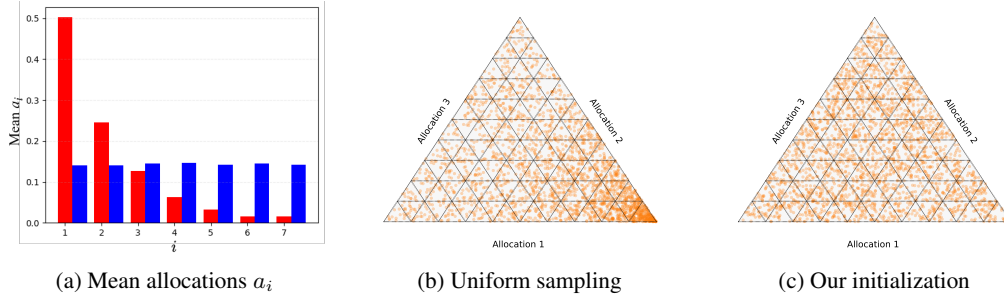 0.5
0.4
0.3
0.2
0.1
0.0
Mean a_i
1 2 3 4 5 6 7
i
(a) Mean allocations a_i
Allocation 3
Allocation 2
Allocation 1
(b) Uniform sampling
Allocation 3
Allocation 2
Allocation 1
(c) Our initialization